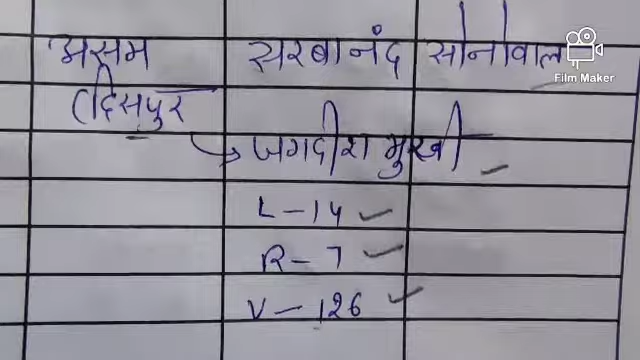 असम सरबानंद सोनोवाल
(दिसपुर
→ जगदीश मुखी
L-14 ✓
R-7 ✓
V-126 ✓
Film Maker